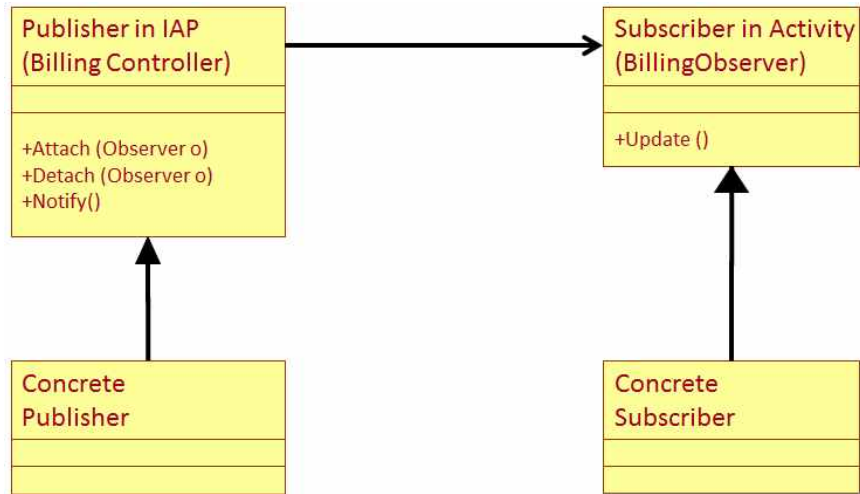 Publisher in IAP
(Billing Controller)
+Attach (Observer o)
+Detach (Observer o)
+Notify()
Subscriber in Activity
(BillingObserver)
+Update ()
Concrete
Publisher
Concrete
Subscriber